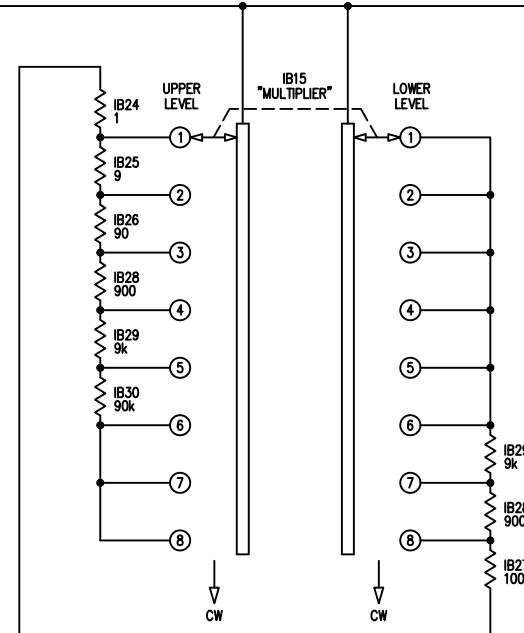 UPPER
LEVEL
IB15
"MULTIPLIER"
LOWER
LEVEL
IB24
1
IB25
9
IB26
90
IB28
900
IB29
9k
IB30
90k
1
2
3
4
5
6
7
8
1
2
3
4
5
6
7
8
IB29
9k
IB28
900
IB27
100
CW
CW